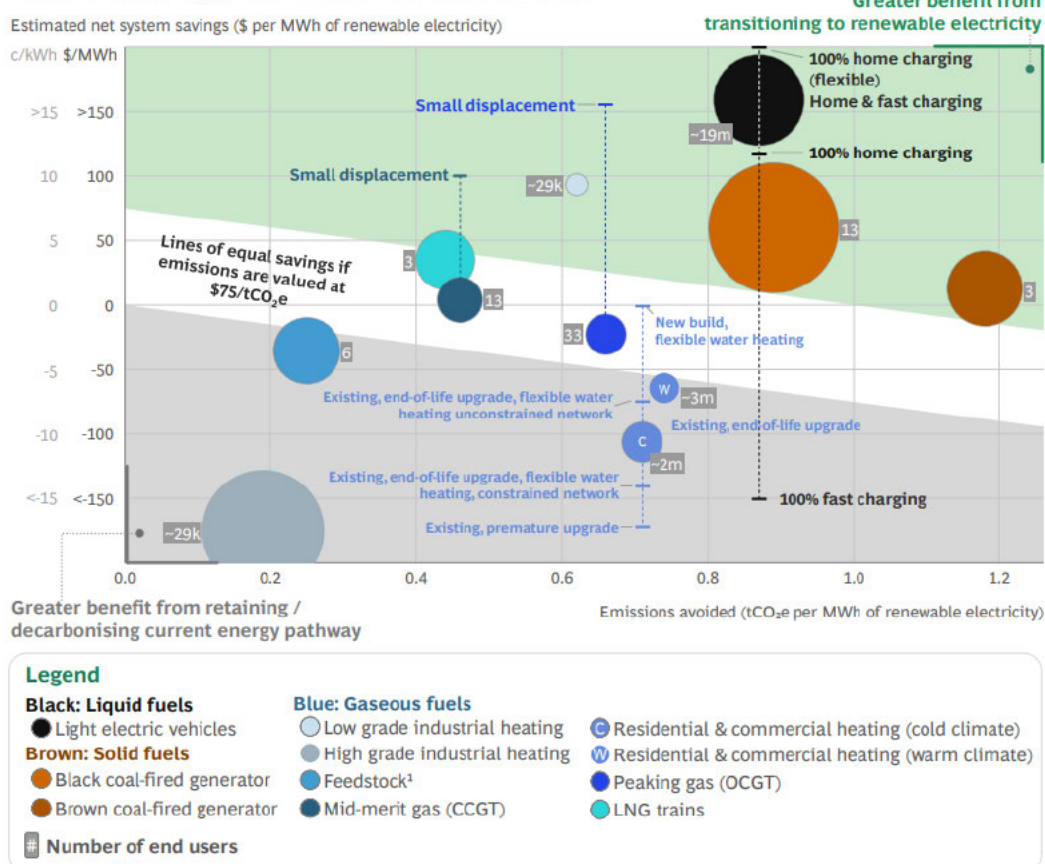 Greater benefit from
transitioning to renewable electricity
Estimated net system savings ($ per MWh of renewable electricity)
c/kWh $/MWh
>15 >150
10 100
5 50
0 0
-5 -50
-10 -100
<-15 <-150
100% home charging
(flexible)
Home & fast charging
~19m
100% home charging
Small displacement
Small displacement
~29k
13
Lines of equal savings if
emissions are valued at
$75/tCO₂e
3
13
3
33
New build,
flexible water heating
6
W
~3m
Existing, end-of-life upgrade, flexible water
heating unconstrained network
Existing, end-of-life upgrade
C
~2m
Existing, end-of-life upgrade, flexible water
heating, constrained network
100% fast charging
Existing, premature upgrade
~29k
0.0 0.2 0.4 0.6 0.8 1.0 1.2
Greater benefit from retaining /
decarbonising current energy pathway
Emissions avoided (tCO₂e per MWh of renewable electricity)
Legend
Black: Liquid fuels
Light electric vehicles
Brown: Solid fuels
Black coal-fired generator
Brown coal-fired generator
# Number of end users
Blue: Gaseous fuels
Low grade industrial heating
High grade industrial heating
Feedstock¹
Mid-merit gas (CCGT)
C Residential & commercial heating (cold climate)
W Residential & commercial heating (warm climate)
Peaking gas (OCGT)
LNG trains